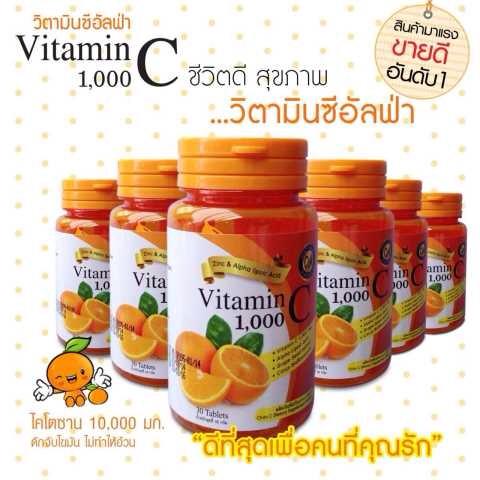 วิตามินซีอัลฟ่า
Vitamin C
1,000
ชีวิตดี สุขภาพ
...วิตามินซีอัลฟ่า
สินค้ามาแรง
ขายดี
อันดับ1
Zinc & Alpha Lipoic Acid
Vitamin C
1,000
30 Tablets
ไคโตซาน 10,000 มก.
ดักจับไขมัน ไม่ทำให้อ้วน
“ดีที่สุดเพื่อคนที่คุณรัก”